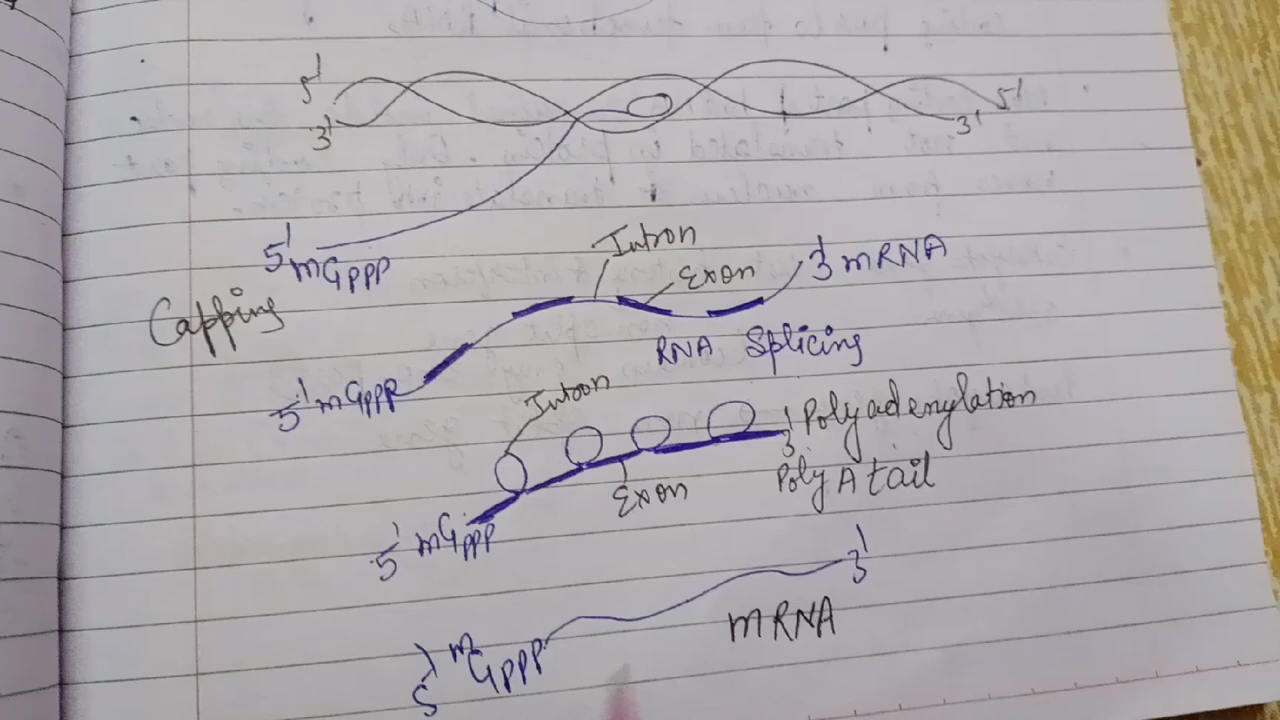 5' 5'
3' 3'
5' mGPPP
Capping
Intron
Exon
3' mRNA
RNA Splicing
5' mGPPP
Intron
3' Polyadenylation
Exon
Poly A tail
5' mGPPP
3'
mRNA
5' mGPPP